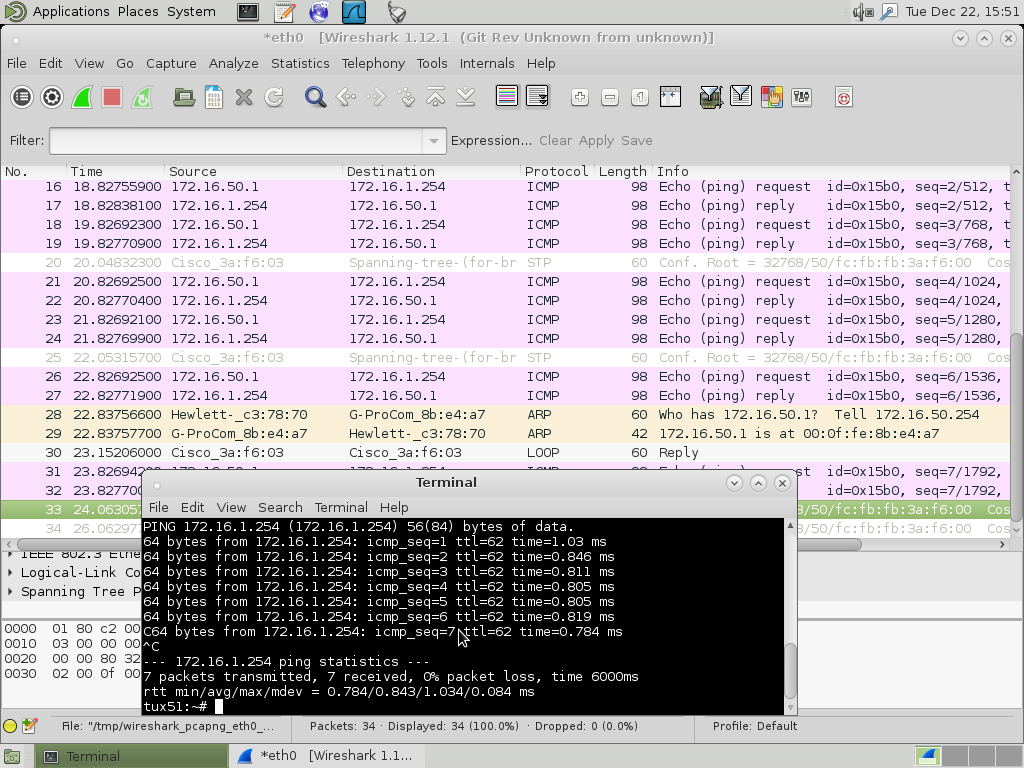 Applications Places System Tue Dec 22, 15:51
*eth0 [Wireshark 1.12.1 (Git Rev Unknown from unknown)]
File Edit View Go Capture Analyze Statistics Telephony Tools Internals Help
Filter: Expression... Clear Apply Save
No. Time Source Destination Protocol Length Info
16 18.82755900 172.16.50.1 172.16.1.254 ICMP 98 Echo (ping) request id=0x15b0, seq=2/512, t
17 18.82838100 172.16.1.254 172.16.50.1 ICMP 98 Echo (ping) reply id=0x15b0, seq=2/512, t
18 19.82692300 172.16.50.1 172.16.1.254 ICMP 98 Echo (ping) request id=0x15b0, seq=3/768, t
19 19.82770900 172.16.1.254 172.16.50.1 ICMP 98 Echo (ping) reply id=0x15b0, seq=3/768, t
20 20.04832300 Cisco_3a:f6:03 Spanning-tree-(for-br STP 60 Conf. Root = 32768/50/fc:fb:fb:3a:f6:00 Cos
21 20.82692500 172.16.50.1 172.16.1.254 ICMP 98 Echo (ping) request id=0x15b0, seq=4/1024,
22 20.82770400 172.16.1.254 172.16.50.1 ICMP 98 Echo (ping) reply id=0x15b0, seq=4/1024,
23 21.82692100 172.16.50.1 172.16.1.254 ICMP 98 Echo (ping) request id=0x15b0, seq=5/1280,
24 21.82769900 172.16.1.254 172.16.50.1 ICMP 98 Echo (ping) reply id=0x15b0, seq=5/1280,
25 22.05315700 Cisco_3a:f6:03 Spanning-tree-(for-br STP 60 Conf. Root = 32768/50/fc:fb:fb:3a:f6:00 Cos
26 22.82692500 172.16.50.1 172.16.1.254 ICMP 98 Echo (ping) request id=0x15b0, seq=6/1536,
27 22.82771900 172.16.1.254 172.16.50.1 ICMP 98 Echo (ping) reply id=0x15b0, seq=6/1536,
28 22.83756600 Hewlett-_c3:78:70 G-ProCom_8b:e4:a7 ARP 60 Who has 172.16.50.1? Tell 172.16.50.254
29 22.83757700 G-ProCom_8b:e4:a7 Hewlett-_c3:78:70 ARP 42 172.16.50.1 is at 00:0f:fe:8b:e4:a7
30 23.15206000 Cisco_3a:f6:03 Cisco_3a:f6:03 LOOP 60 Reply
31 23.8269420 172.16.50.1 172.16.1.254 ICMP 98 Echo (ping) request id=0x15b0, seq=7/1792,
32 23.827700 id=0x15b0, seq=7/1792,
33 24.06305 8/50/fc:fb:fb:3a:f6:00 Cos
34 26.06297 8/50/fc:fb:fb:3a:f6:00 Cos
IEEE 802.3 Ethe
Logical-Link Co
Spanning Tree P
0000 01 80 c2 00
0010 03 00 00 00
0020 00 00 80 32
0030 02 00 0f 00
Terminal
File Edit View Search Terminal Help
PING 172.16.1.254 (172.16.1.254) 56(84) bytes of data.
64 bytes from 172.16.1.254: icmp_seq=1 ttl=62 time=1.03 ms
64 bytes from 172.16.1.254: icmp_seq=2 ttl=62 time=0.846 ms
64 bytes from 172.16.1.254: icmp_seq=3 ttl=62 time=0.811 ms
64 bytes from 172.16.1.254: icmp_seq=4 ttl=62 time=0.805 ms
64 bytes from 172.16.1.254: icmp_seq=5 ttl=62 time=0.805 ms
64 bytes from 172.16.1.254: icmp_seq=6 ttl=62 time=0.819 ms
C64 bytes from 172.16.1.254: icmp_seq=7 ttl=62 time=0.784 ms
^C
--- 172.16.1.254 ping statistics ---
7 packets transmitted, 7 received, 0% packet loss, time 6000ms
rtt min/avg/max/mdev = 0.784/0.843/1.034/0.084 ms
tux51:~#
File: "/tmp/wireshark_pcapng_eth0_... Packets: 34 · Displayed: 34 (100.0%) · Dropped: 0 (0.0%) Profile: Default
Terminal *eth0 [Wireshark 1.1...